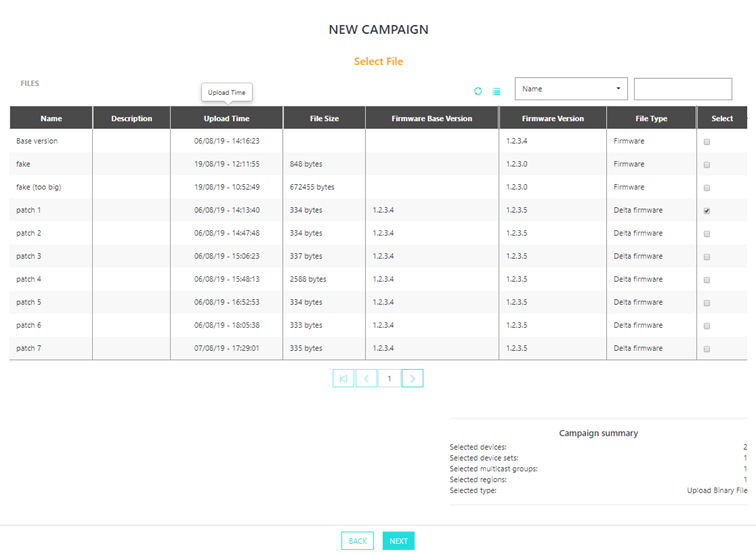 NEW CAMPAIGN
Select File
FILES
Upload Time
Name
Name Description Upload Time File Size Firmware Base Version Firmware Version File Type Select
Base version 06/08/19 - 14:16:23 1.2.3.4 Firmware
fake 19/08/19 - 12:11:55 848 bytes 1.2.3.0 Firmware
fake (too big) 19/08/19 - 10:52:49 672455 bytes 1.2.3.0 Firmware
patch 1 06/08/19 - 14:13:40 334 bytes 1.2.3.4 1.2.3.5 Delta firmware
patch 2 06/08/19 - 14:47:48 334 bytes 1.2.3.4 1.2.3.5 Delta firmware
patch 3 06/08/19 - 15:06:23 337 bytes 1.2.3.4 1.2.3.5 Delta firmware
patch 4 06/08/19 - 15:48:13 2588 bytes 1.2.3.4 1.2.3.5 Delta firmware
patch 5 06/08/19 - 16:52:53 334 bytes 1.2.3.4 1.2.3.5 Delta firmware
patch 6 06/08/19 - 18:05:38 333 bytes 1.2.3.4 1.2.3.5 Delta firmware
patch 7 07/08/19 - 17:29:01 335 bytes 1.2.3.4 1.2.3.5 Delta firmware
1
Campaign summary
Selected devices: 2
Selected device sets: 1
Selected multicast groups: 1
Selected regions: 1
Selected type: Upload Binary File
BACK NEXT